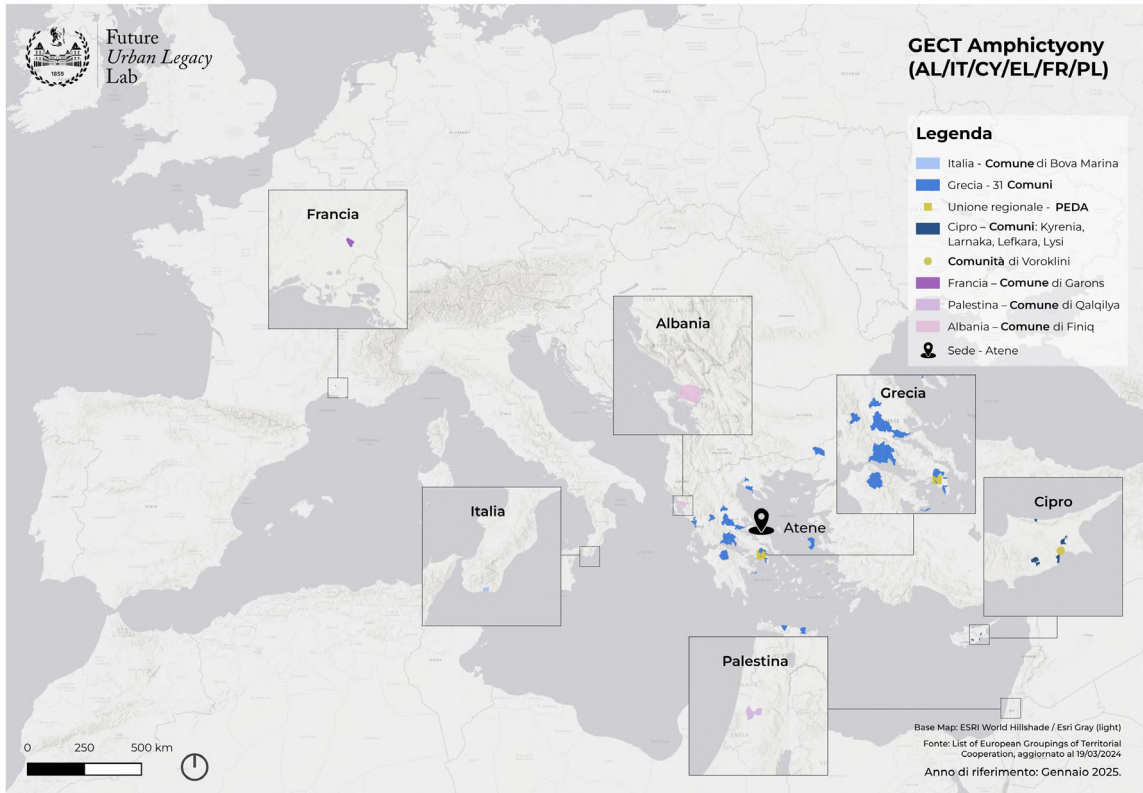 Future
Urban Legacy
Lab
1859
GECT Amphictyony
(AL/IT/CY/EL/FR/PL)
Legenda
Italia - Comune di Bova Marina
Grecia - 31 Comuni
Unione regionale - PEDA
Cipro – Comuni: Kyrenia,
Larnaka, Lefkara, Lysi
Comunità di Voroklini
Francia – Comune di Garons
Palestina – Comune di Qalqilya
Albania – Comune di Finiq
Sede - Atene
Francia
Albania
Grecia
Italia
Cipro
Atene
Palestina
0 250 500 km
Base Map: ESRI World Hillshade / Esri Gray (light)
Fonte: List of European Groupings of Territorial
Cooperation, aggiornato al 19/03/2024
Anno di riferimento: Gennaio 2025.